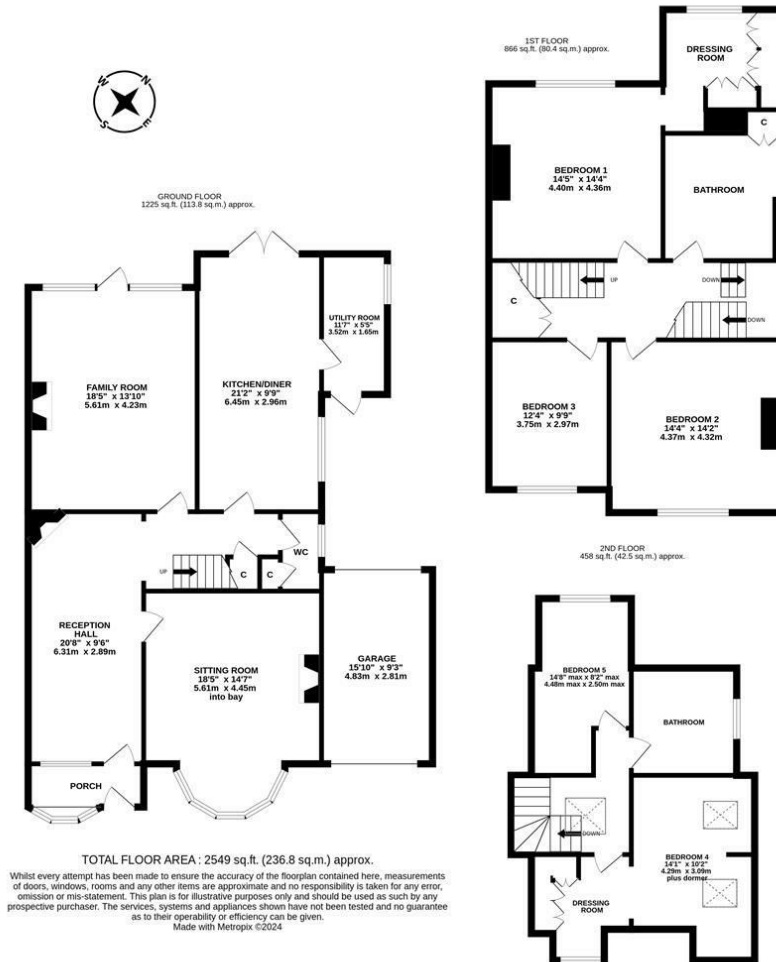 W
N
S
E
GROUND FLOOR
1225 sq.ft. (113.8 sq.m.) approx.
FAMILY ROOM
18'5" x 13'10"
5.61m x 4.23m
KITCHEN/DINER
21'2" x 9'9"
6.45m x 2.96m
UTILITY ROOM
11'7" x 5'5"
3.52m x 1.65m
UP
C
C
WC
RECEPTION
HALL
20'8" x 9'6"
6.31m x 2.89m
SITTING ROOM
18'5" x 14'7"
5.61m x 4.45m
into bay
GARAGE
15'10" x 9'3"
4.83m x 2.81m
PORCH
1ST FLOOR
866 sq.ft. (80.4 sq.m.) approx.
DRESSING
ROOM
C
BEDROOM 1
14'5" x 14'4"
4.40m x 4.36m
BATHROOM
UP
DOWN
C
DOWN
BEDROOM 3
12'4" x 9'9"
3.75m x 2.97m
BEDROOM 2
14'4" x 14'2"
4.37m x 4.32m
2ND FLOOR
458 sq.ft. (42.5 sq.m.) approx.
BEDROOM 5
14'8" max x 8'2" max
4.48m max x 2.50m max
BATHROOM
DOWN
BEDROOM 4
14'1" x 10'2"
4.29m x 3.09m
plus dormer
DRESSING
ROOM
TOTAL FLOOR AREA : 2549 sq.ft. (236.8 sq.m.) approx.
Whilst every attempt has been made to ensure the accuracy of the floorplan contained here, measurements
of doors, windows, rooms and any other items are approximate and no responsibility is taken for any error,
omission or mis-statement. This plan is for illustrative purposes only and should be used as such by any
prospective purchaser. The services, systems and appliances shown have not been tested and no guarantee
as to their operability or efficiency can be given.
Made with Metropix ©2024